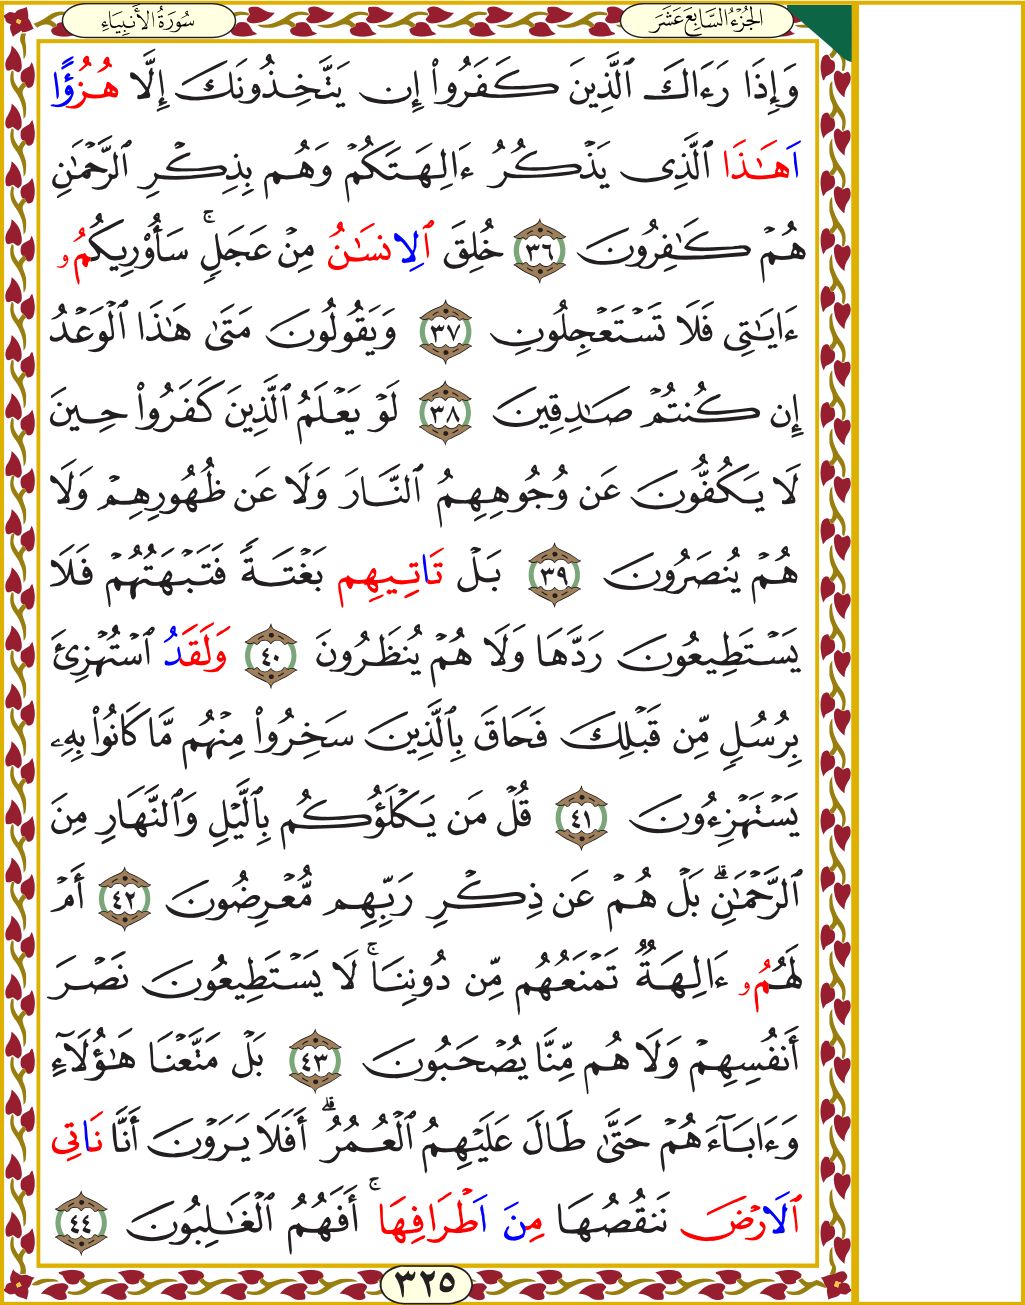 الجُزْءُ السَّابِعَ عَشَرَ
سُورَةُ الأَنبِيَاءِ
وَإِذَا رَءَاكَ ٱلَّذِينَ كَفَرُوا۟ إِن يَتَّخِذُونَكَ إِلَّا هُزُؤًا
اَهَـٰذَا ٱلَّذِى يَذْكُرُ ءَالِهَتَكُمْ وَهُم بِذِكْرِ ٱلرَّحْمَـٰنِ
هُمْ كَـٰفِرُونَ ٣٦ خُلِقَ ٱلِانسَـٰنُ مِنْ عَجَلٍۚ سَأُو۟رِيكُمُۥ
ءَايَـٰتِى فَلَا تَسْتَعْجِلُونِ ٣٧ وَيَقُولُونَ مَتَىٰ هَـٰذَا ٱلْوَعْدُ
إِن كُنتُمْ صَـٰدِقِينَ ٣٨ لَوْ يَعْلَمُ ٱلَّذِينَ كَفَرُوا۟ حِينَ
لَا يَكُفُّونَ عَن وُجُوهِهِمُ ٱلنَّارَ وَلَا عَن ظُهُورِهِمْ وَلَا
هُمْ يُنصَرُونَ ٣٩ بَلْ تَاتِيهِم بَغْتَةً فَتَبْهَتُهُمْ فَلَا
يَسْتَطِيعُونَ رَدَّهَا وَلَا هُمْ يُنظَرُونَ ٤٠ وَلَقَدُ ٱسْتُهْزِئَ
بِرُسُلٍ مِّن قَبْلِكَ فَحَاقَ بِٱلَّذِينَ سَخِرُوا۟ مِنْهُم مَّا كَانُوا۟ بِهِۦ
يَسْتَهْزِءُونَ ٤١ قُلْ مَن يَكْلَؤُكُم بِٱلَّيْلِ وَٱلنَّهَارِ مِنَ
ٱلرَّحْمَـٰنِۗ بَلْ هُمْ عَن ذِكْرِ رَبِّهِم مُّعْرِضُونَ ٤٢ أَمْ
لَهُمُۥ ءَالِهَةٌ تَمْنَعُهُم مِّن دُونِنَاۚ لَا يَسْتَطِيعُونَ نَصْرَ
أَنفُسِهِمْ وَلَا هُم مِّنَّا يُصْحَبُونَ ٤٣ بَلْ مَتَّعْنَا هَـٰٓؤُلَآءِ
وَءَابَآءَهُمْ حَتَّىٰ طَالَ عَلَيْهِمُ ٱلْعُمُرُۗ أَفَلَا يَرَوْنَ أَنَّا نَاتِى
ٱلَارْضَ نَنقُصُهَا مِنَ اَطْرَافِهَاۚ أَفَهُمُ ٱلْغَـٰلِبُونَ ٤٤
٣٢٥